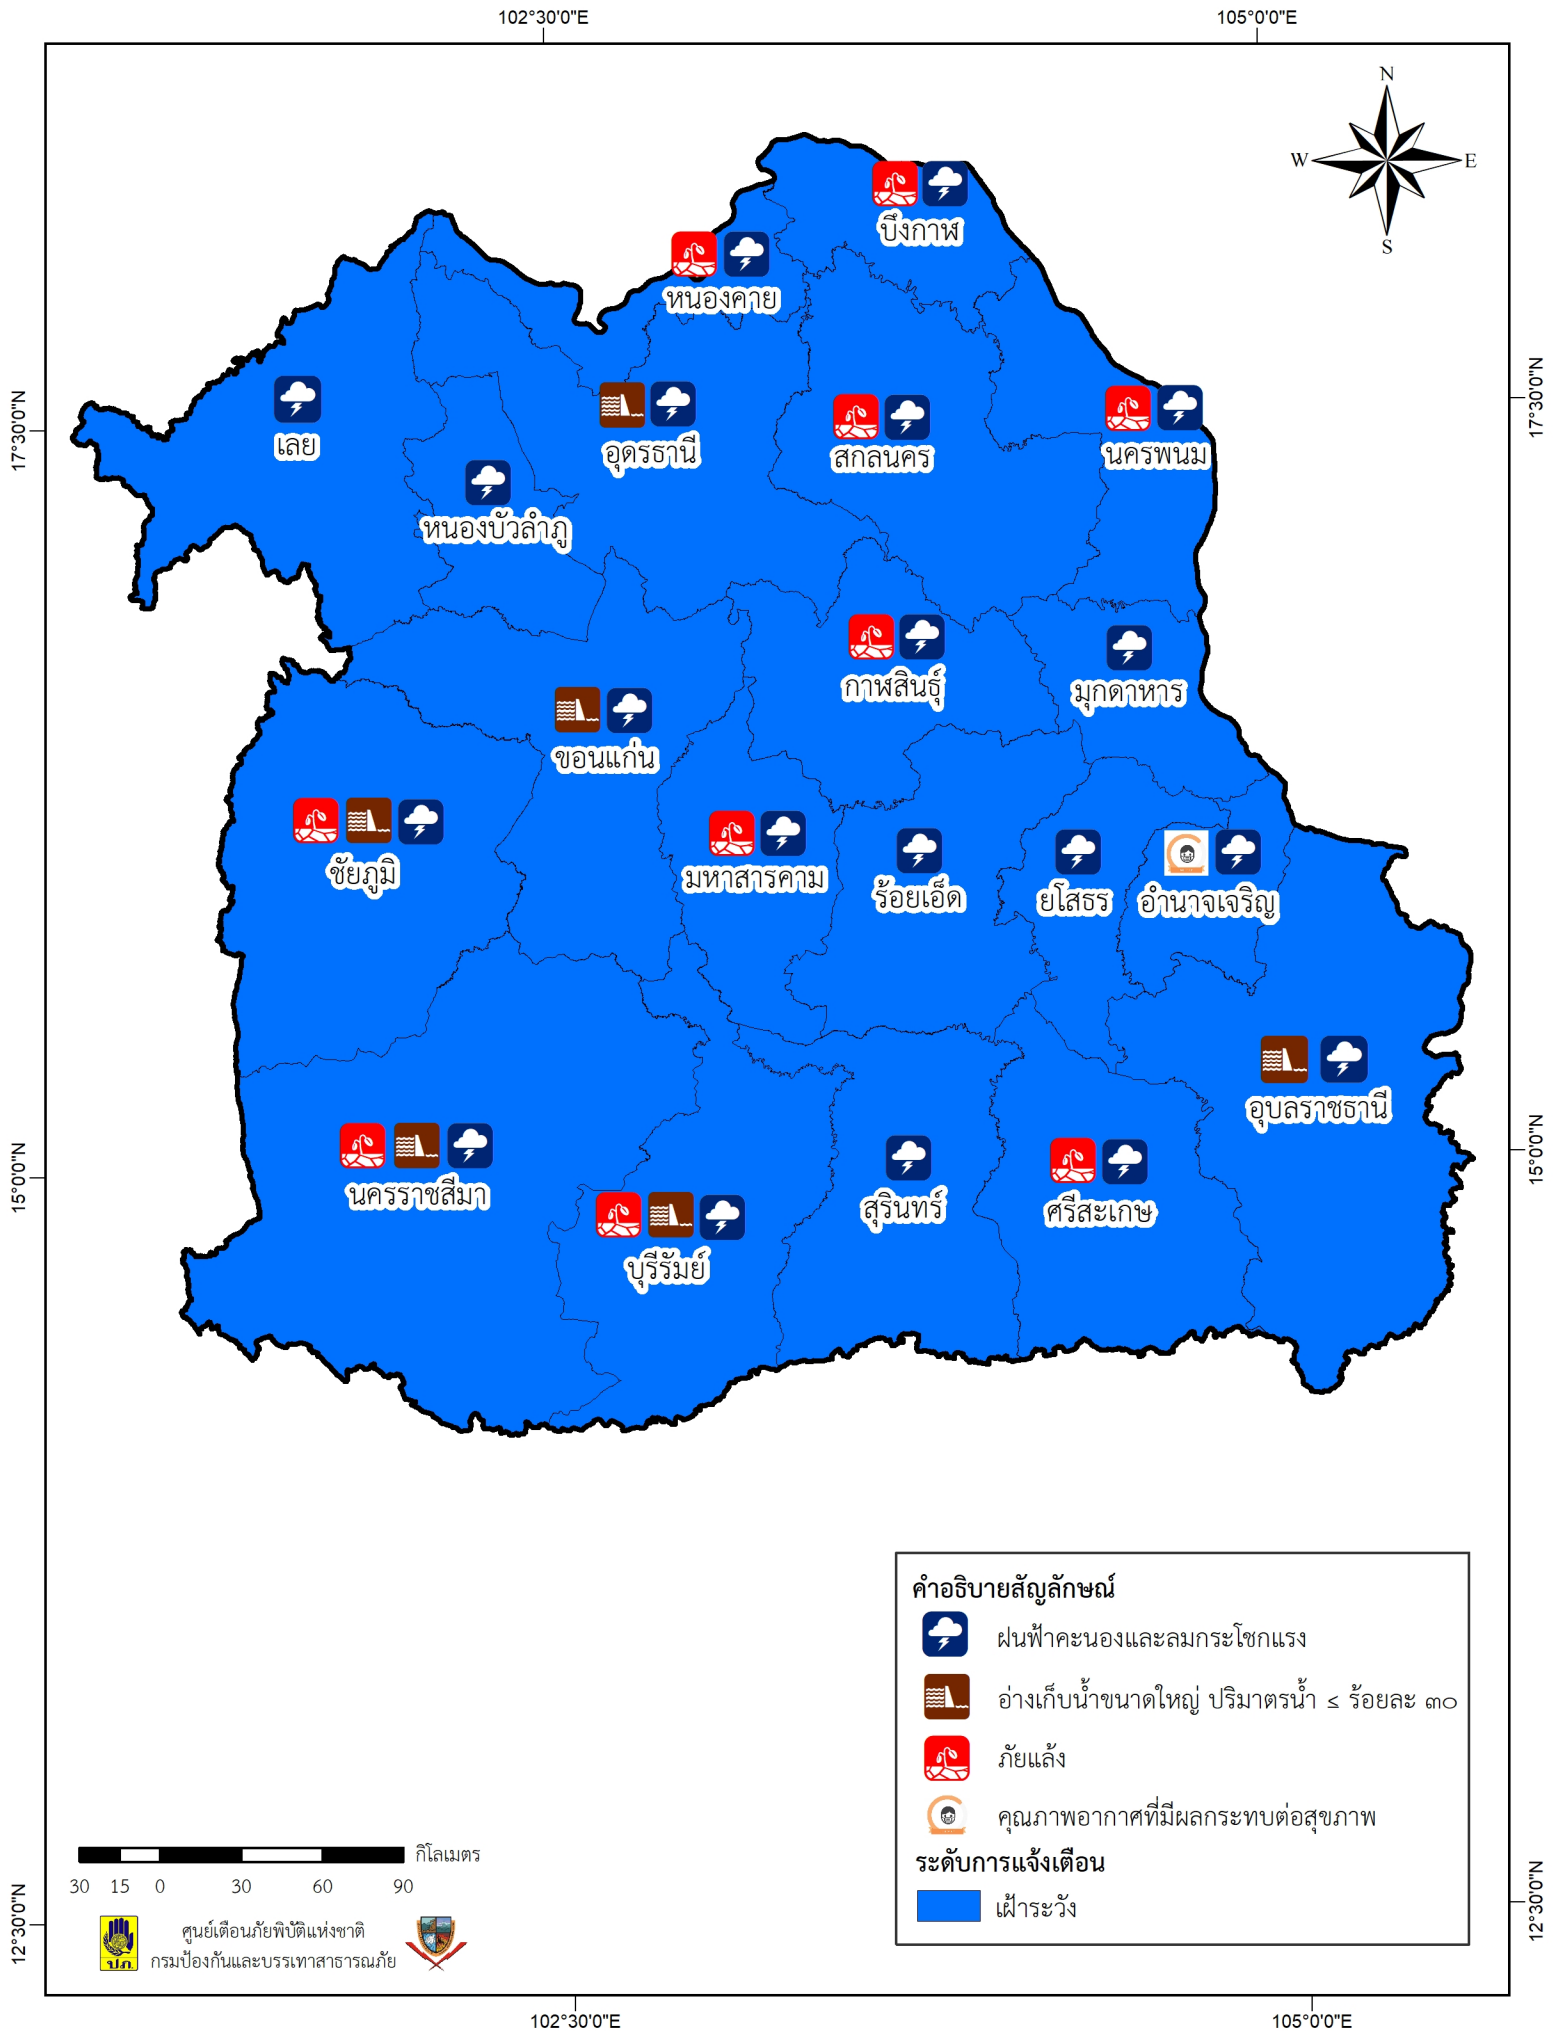 102°30'0"E
105°0'0"E
N
W
E
S
บึงกาฬ
หนองคาย
17°30'0"N
17°30'0"N
เลย
อุดรธานี
สกลนคร
นครพนม
หนองบัวลำภู
กาฬสินธุ์
มุกดาหาร
ขอนแก่น
ชัยภูมิ
มหาสารคาม
ร้อยเอ็ด
ยโสธร
อำนาจเจริญ
อุบลราชธานี
15°0'0"N
15°0'0"N
นครราชสีมา
สุรินทร์
ศรีสะเกษ
บุรีรัมย์
คำอธิบายสัญลักษณ์
ฝนฟ้าคะนองและลมกระโชกแรง
อ่างเก็บน้ำขนาดใหญ่ ปริมาตรน้ำ ≤ ร้อยละ ๓๐
ภัยแล้ง
คุณภาพอากาศที่มีผลกระทบต่อสุขภาพ
ระดับการแจ้งเตือน
เฝ้าระวัง
กิโลเมตร
30 15 0 30 60 90
ศูนย์เตือนภัยพิบัติแห่งชาติ
กรมป้องกันและบรรเทาสาธารณภัย
ปภ.
12°30'0"N
12°30'0"N
102°30'0"E
105°0'0"E